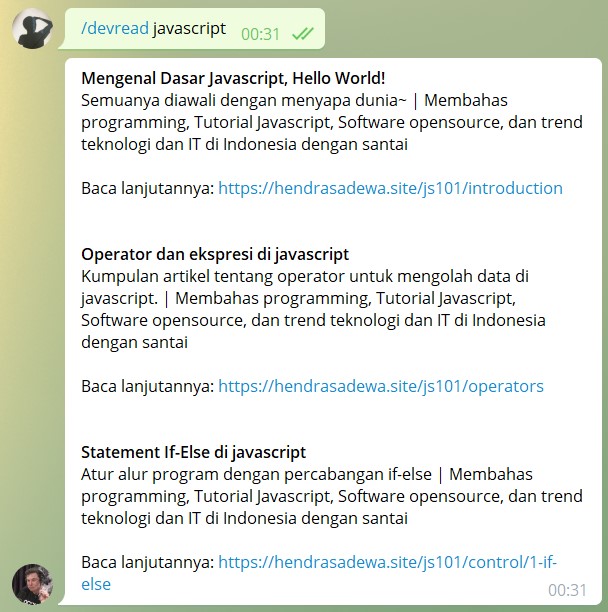 /devread javascript 00:31
Mengenal Dasar Javascript, Hello World!
Semuanya diawali dengan menyapa dunia~ | Membahas
programming, Tutorial Javascript, Software opensource, dan trend
teknologi dan IT di Indonesia dengan santai
Baca lanjutannya: https://hendrasadewa.site/js101/introduction
Operator dan ekspresi di javascript
Kumpulan artikel tentang operator untuk mengolah data di
javascript. | Membahas programming, Tutorial Javascript,
Software opensource, dan trend teknologi dan IT di Indonesia
dengan santai
Baca lanjutannya: https://hendrasadewa.site/js101/operators
Statement If-Else di javascript
Atur alur program dengan percabangan if-else | Membahas
programming, Tutorial Javascript, Software opensource, dan trend
teknologi dan IT di Indonesia dengan santai
Baca lanjutannya: https://hendrasadewa.site/js101/control/1-if-
else
00:31